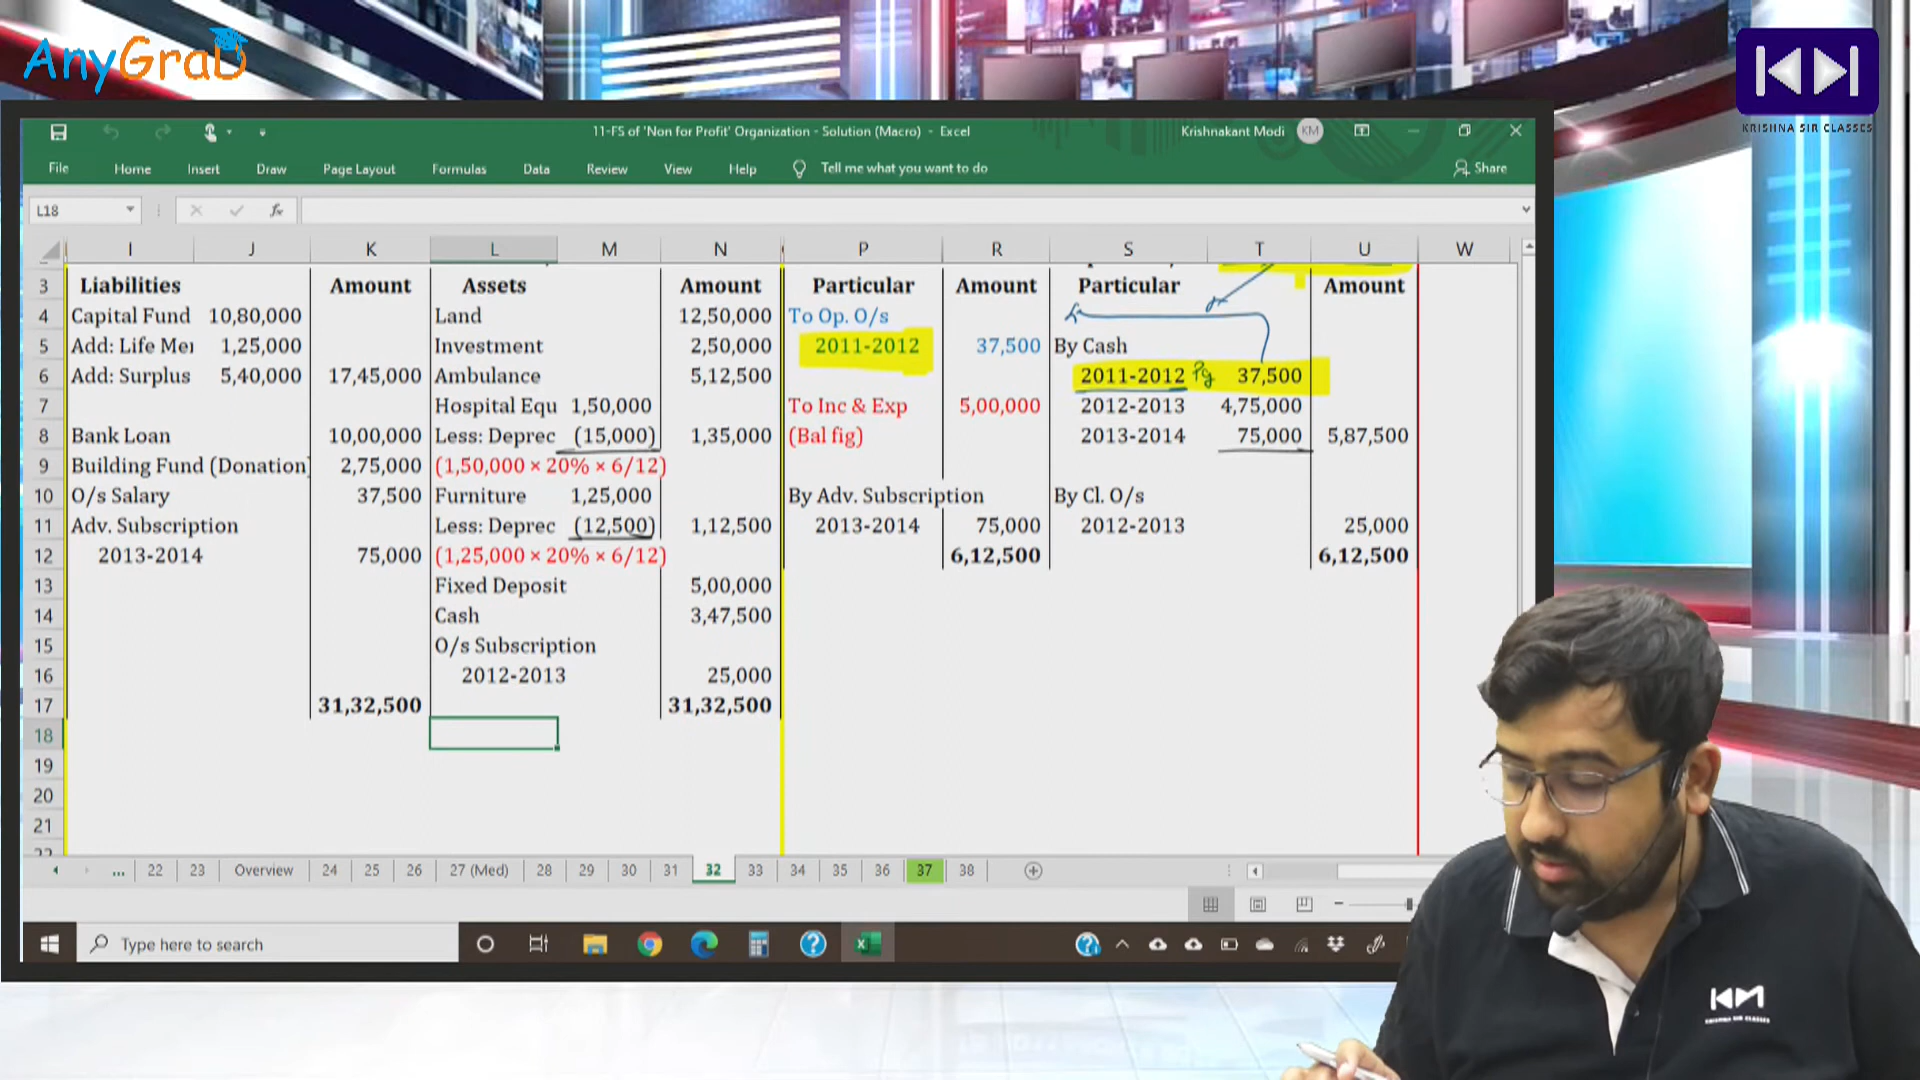 AnyGraD
KRISHNA SIR CLASSES
11-FS of 'Non for Profit' Organization - Solution (Macro) - Excel
Krishnakant Modi KM
File Home Insert Draw Page Layout Formulas Data Review View Help Tell me what you want to do Share
L18 fx
I J K L M N P R S T U W
3 Liabilities Amount Assets Amount Particular Amount Particular Amount
4 Capital Fund 10,80,000 Land 12,50,000 To Op. O/s
5 Add: Life Mer 1,25,000 Investment 2,50,000 2011-2012 37,500 By Cash
6 Add: Surplus 5,40,000 17,45,000 Ambulance 5,12,500 2011-2012 Pg 37,500
7 Hospital Equ 1,50,000 To Inc & Exp 5,00,000 2012-2013 4,75,000
8 Bank Loan 10,00,000 Less: Deprec (15,000) 1,35,000 (Bal fig) 2013-2014 75,000 5,87,500
9 Building Fund (Donation) 2,75,000 (1,50,000 × 20% × 6/12)
10 O/s Salary 37,500 Furniture 1,25,000 By Adv. Subscription By Cl. O/s
11 Adv. Subscription Less: Deprec (12,500) 1,12,500 2013-2014 75,000 2012-2013 25,000
12 2013-2014 75,000 (1,25,000 × 20% × 6/12) 6,12,500 6,12,500
13 Fixed Deposit 5,00,000
14 Cash 3,47,500
15 O/s Subscription
16 2012-2013 25,000
17 31,32,500 31,32,500
18
19
20
21
22
... 22 23 Overview 24 25 26 27 (Med) 28 29 30 31 32 33 34 35 36 37 38
Type here to search
KM
KRISHNA SIR CLASSES